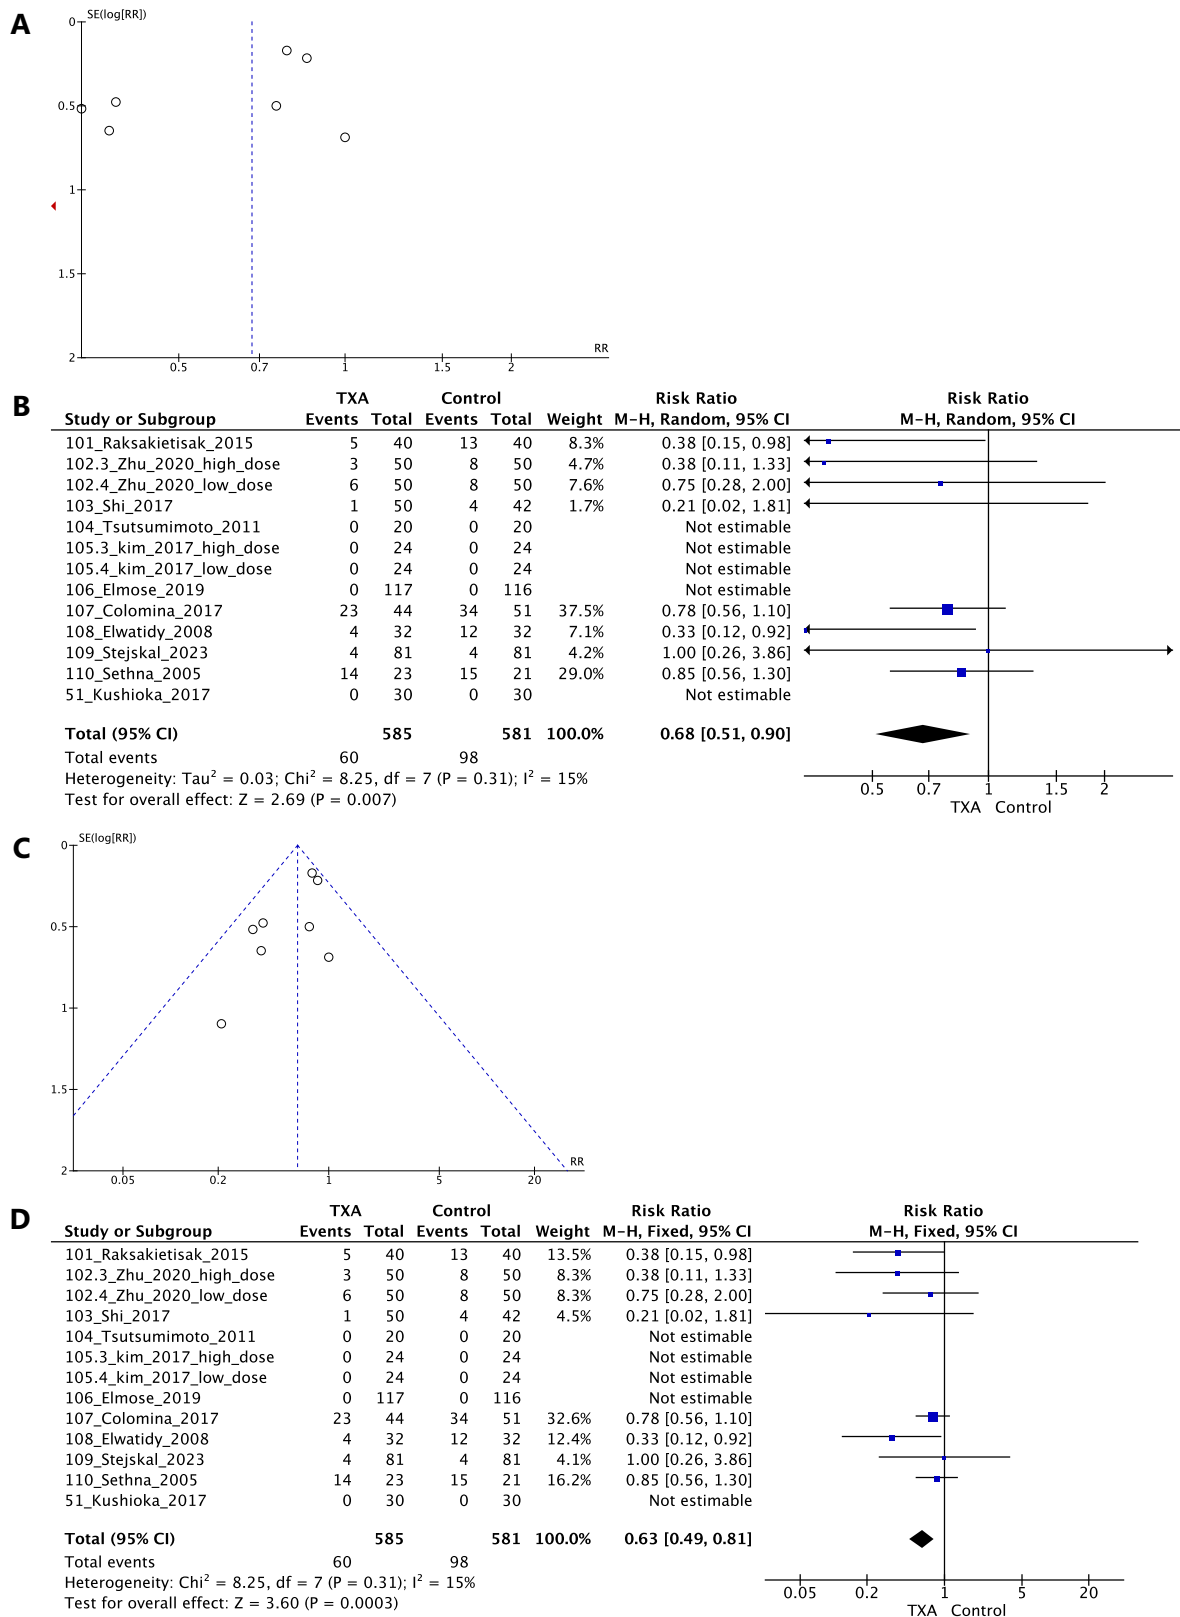 A
SE(log[RR])
0
0.5
1
1.5
2
RR
0.5 0.7 1 1.5 2
B
TXA Control Risk Ratio Risk Ratio
Study or Subgroup Events Total Events Total Weight M-H, Random, 95% CI M-H, Random, 95% CI
101_Raksakietisak_2015 5 40 13 40 8.3% 0.38 [0.15, 0.98]
102.3_Zhu_2020_high_dose 3 50 8 50 4.7% 0.38 [0.11, 1.33]
102.4_Zhu_2020_low_dose 6 50 8 50 7.6% 0.75 [0.28, 2.00]
103_Shi_2017 1 50 4 42 1.7% 0.21 [0.02, 1.81]
104_Tsutsumimoto_2011 0 20 0 20 Not estimable
105.3_kim_2017_high_dose 0 24 0 24 Not estimable
105.4_kim_2017_low_dose 0 24 0 24 Not estimable
106_Elmose_2019 0 117 0 116 Not estimable
107_Colomina_2017 23 44 34 51 37.5% 0.78 [0.56, 1.10]
108_Elwatidy_2008 4 32 12 32 7.1% 0.33 [0.12, 0.92]
109_Stejskal_2023 4 81 4 81 4.2% 1.00 [0.26, 3.86]
110_Sethna_2005 14 23 15 21 29.0% 0.85 [0.56, 1.30]
51_Kushioka_2017 0 30 0 30 Not estimable
Total (95% CI) 585 581 100.0% 0.68 [0.51, 0.90]
Total events 60 98
Heterogeneity: Tau² = 0.03; Chi² = 8.25, df = 7 (P = 0.31); I² = 15%
Test for overall effect: Z = 2.69 (P = 0.007)
0.5 0.7 1 1.5 2
TXA Control
C
SE(log[RR])
0
0.5
1
1.5
2
RR
0.05 0.2 1 5 20
D
TXA Control Risk Ratio Risk Ratio
Study or Subgroup Events Total Events Total Weight M-H, Fixed, 95% CI M-H, Fixed, 95% CI
101_Raksakietisak_2015 5 40 13 40 13.5% 0.38 [0.15, 0.98]
102.3_Zhu_2020_high_dose 3 50 8 50 8.3% 0.38 [0.11, 1.33]
102.4_Zhu_2020_low_dose 6 50 8 50 8.3% 0.75 [0.28, 2.00]
103_Shi_2017 1 50 4 42 4.5% 0.21 [0.02, 1.81]
104_Tsutsumimoto_2011 0 20 0 20 Not estimable
105.3_kim_2017_high_dose 0 24 0 24 Not estimable
105.4_kim_2017_low_dose 0 24 0 24 Not estimable
106_Elmose_2019 0 117 0 116 Not estimable
107_Colomina_2017 23 44 34 51 32.6% 0.78 [0.56, 1.10]
108_Elwatidy_2008 4 32 12 32 12.4% 0.33 [0.12, 0.92]
109_Stejskal_2023 4 81 4 81 4.1% 1.00 [0.26, 3.86]
110_Sethna_2005 14 23 15 21 16.2% 0.85 [0.56, 1.30]
51_Kushioka_2017 0 30 0 30 Not estimable
Total (95% CI) 585 581 100.0% 0.63 [0.49, 0.81]
Total events 60 98
Heterogeneity: Chi² = 8.25, df = 7 (P = 0.31); I² = 15%
Test for overall effect: Z = 3.60 (P = 0.0003)
0.05 0.2 1 5 20
TXA Control